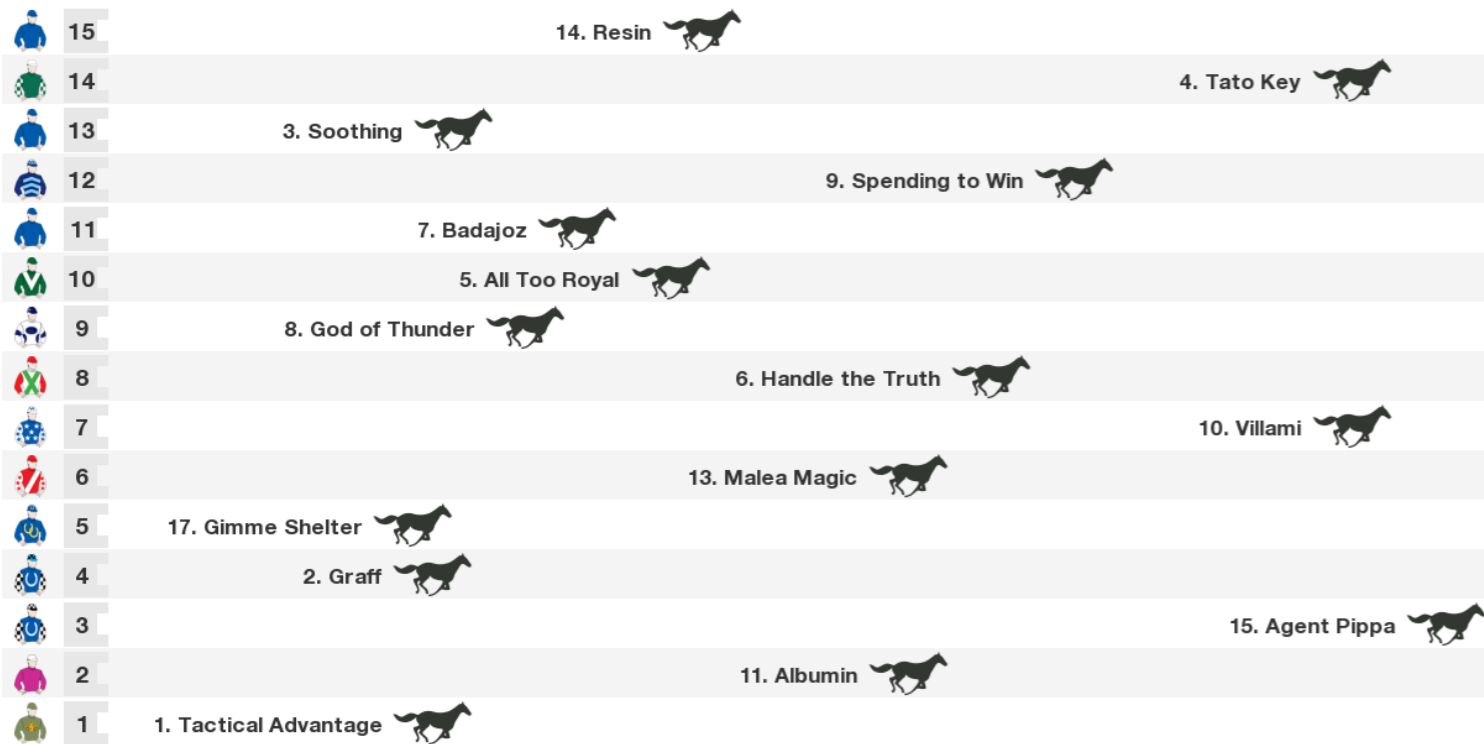 15 14. Resin
14 4. Tato Key
13 3. Soothing
12 9. Spending to Win
11 7. Badajoz
10 5. All Too Royal
9 8. God of Thunder
8 6. Handle the Truth
7 10. Villami
6 13. Malea Magic
5 17. Gimme Shelter
4 2. Graff
3 15. Agent Pippa
2 11. Albumin
1 1. Tactical Advantage